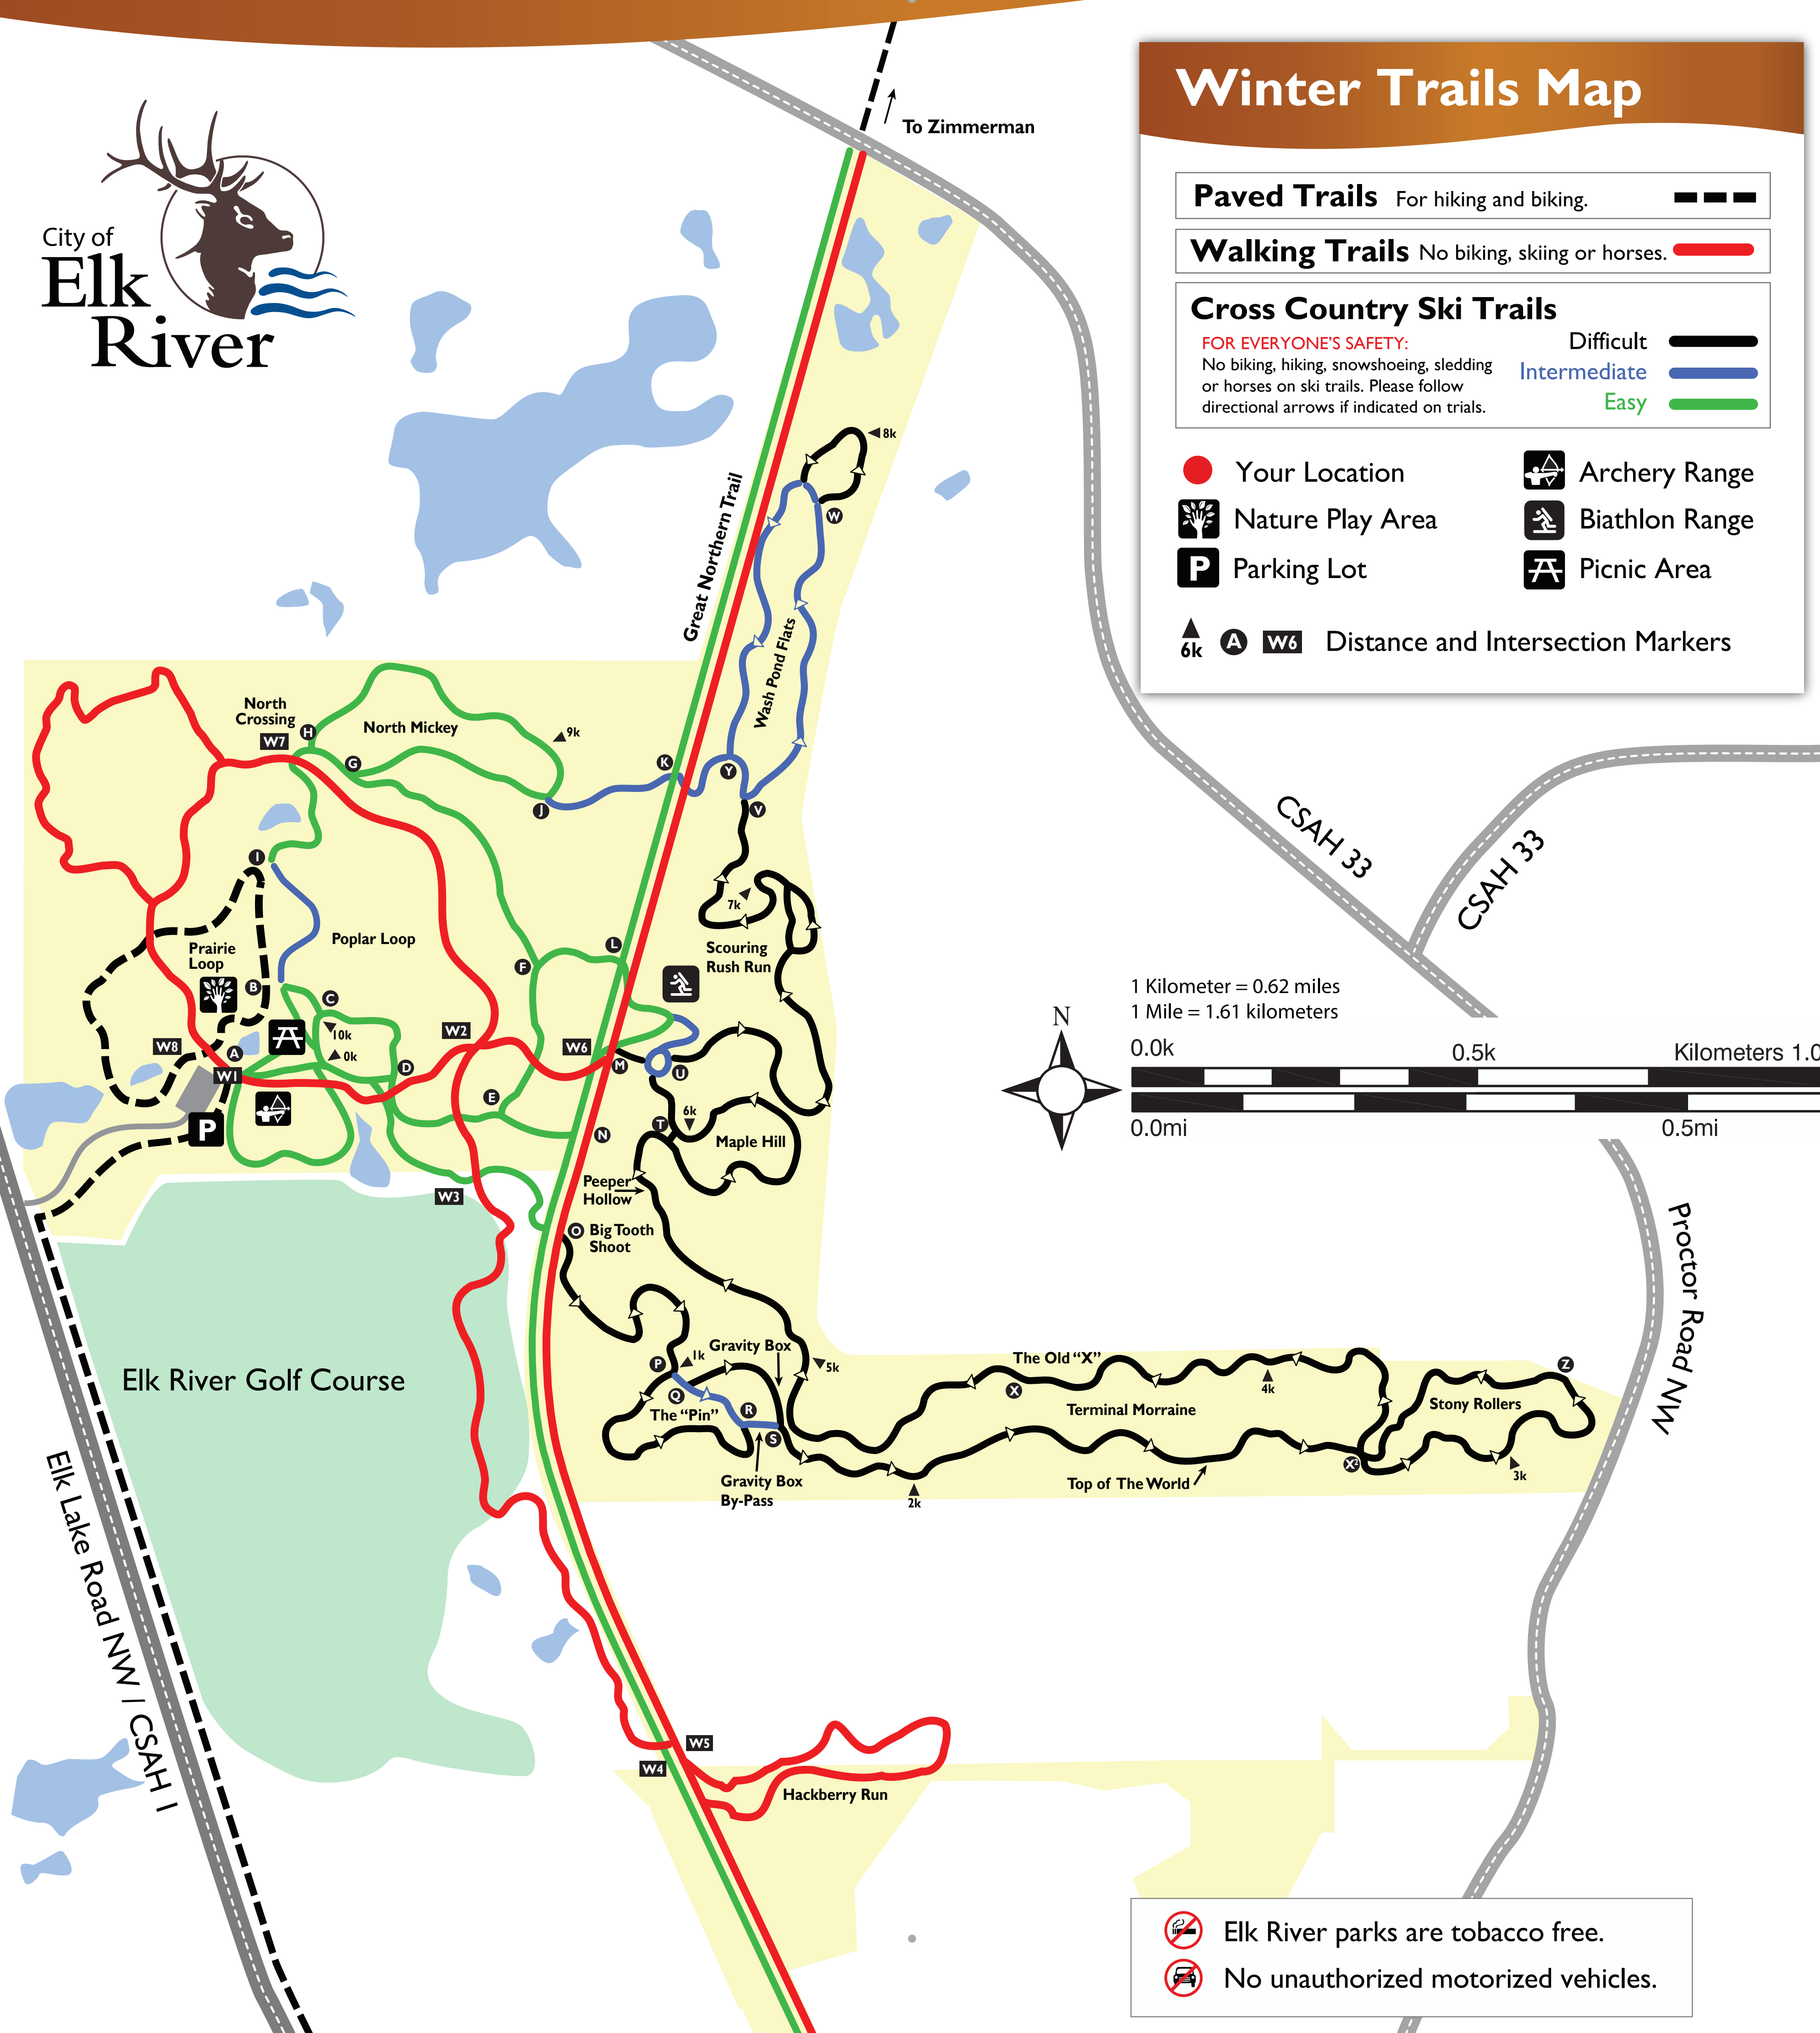 Winter Trails Map
Paved Trails For hiking and biking.
Walking Trails No biking, skiing or horses.
Cross Country Ski Trails
FOR EVERYONE'S SAFETY:
No biking, hiking, snowshoeing, sledding
or horses on ski trails. Please follow
directional arrows if indicated on trials.
Difficult
Intermediate
Easy
Your Location
Archery Range
Nature Play Area
Biathlon Range
P Parking Lot
Picnic Area
6k A W6 Distance and Intersection Markers
City of
Elk
River
To Zimmerman
Great Northern Trail
8k
W
Wash Pond Flats
North
Crossing
W7
H
North Mickey
9k
G
J
K
Y
V
CSAH 33
CSAH 33
I
7k
Prairie
Loop
Poplar Loop
Scouring
Rush Run
F
L
B
C
10k
0k
W8
A
W1
W2
W6
D
E
M
U
N
T
6k
Maple Hill
P
W3
Peeper
Hollow
O Big Tooth
Shoot
1 Kilometer = 0.62 miles
1 Mile = 1.61 kilometers
N
0.0k
0.5k
Kilometers 1.0
0.0mi
0.5mi
Proctor Road NW
Elk River Golf Course
P
1k
Gravity Box
5k
Q
The "Pin"
R
S
Gravity Box
By-Pass
2k
The Old "X"
X
4k
Terminal Morraine
Top of The World
X²
Stony Rollers
Z
3k
Elk Lake Road NW / CSAH 1
W5
W4
Hackberry Run
Elk River parks are tobacco free.
No unauthorized motorized vehicles.